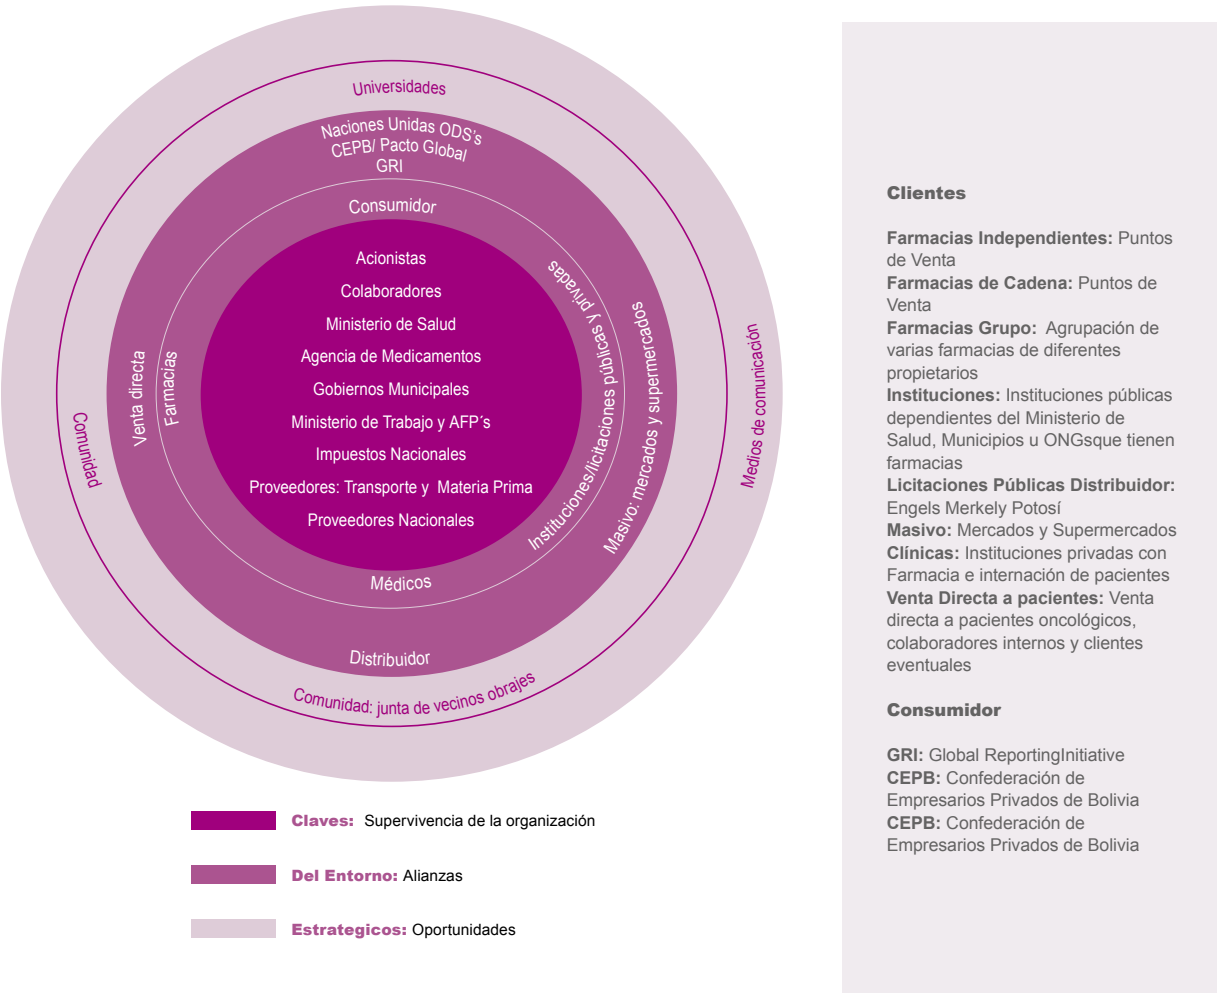 Universidades
Naciones Unidas ODS's
CEPB/ Pacto Global
GRI
Consumidor
Acionistas
Colaboradores
Ministerio de Salud
Agencia de Medicamentos
Gobiernos Municipales
Ministerio de Trabajo y AFP´s
Impuestos Nacionales
Proveedores: Transporte y Materia Prima
Proveedores Nacionales
Comunidad
Venta directa
Farmacias
Instituciones/licitaciones públicas y privadas
Masivo: mercados y supermercados
Medios de comunicación
Médicos
Distribuidor
Comunidad: junta de vecinos obrajes
Claves: Supervivencia de la organización
Del Entorno: Alianzas
Estrategicos: Oportunidades
Clientes
Farmacias Independientes: Puntos
de Venta
Farmacias de Cadena: Puntos de
Venta
Farmacias Grupo: Agrupación de
varias farmacias de diferentes
propietarios
Instituciones: Instituciones públicas
dependientes del Ministerio de
Salud, Municipios u ONGsque tienen
farmacias
Licitaciones Públicas Distribuidor:
Engels Merkely Potosí
Masivo: Mercados y Supermercados
Clínicas: Instituciones privadas con
Farmacia e internación de pacientes
Venta Directa a pacientes: Venta
directa a pacientes oncológicos,
colaboradores internos y clientes
eventuales
Consumidor
GRI: Global ReportingInitiative
CEPB: Confederación de
Empresarios Privados de Bolivia
CEPB: Confederación de
Empresarios Privados de Bolivia